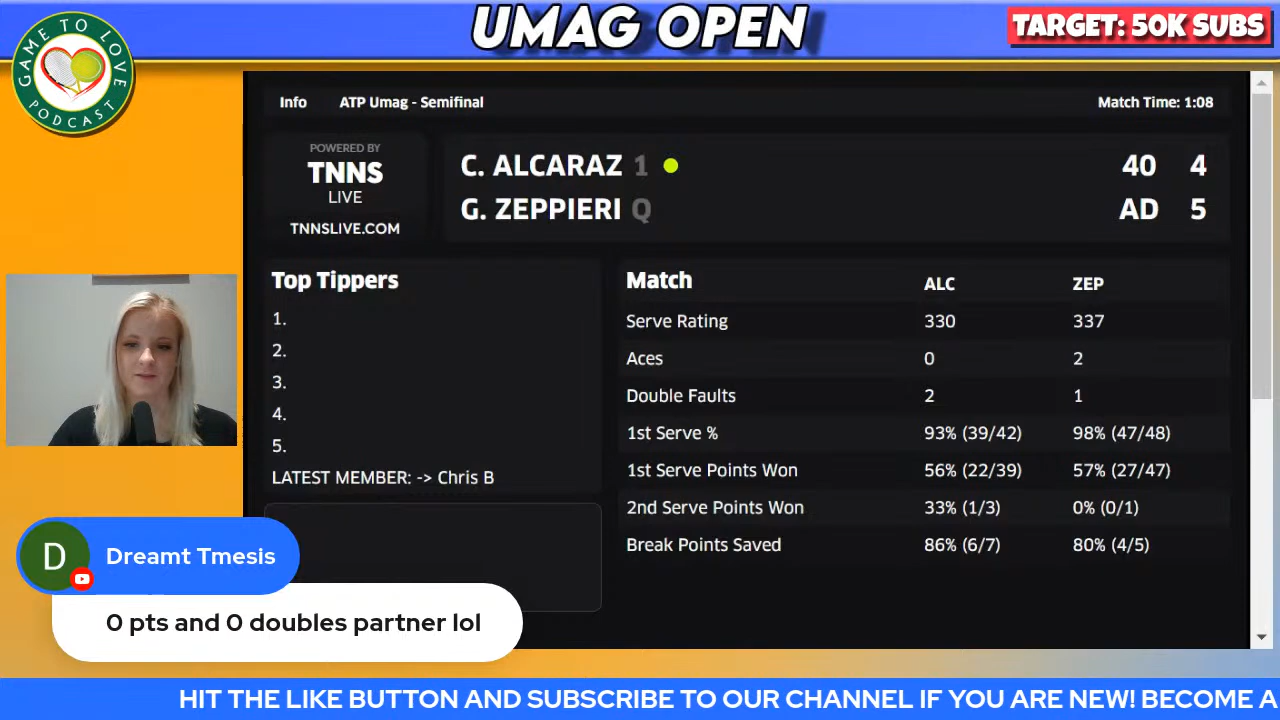 UMAG OPEN
TARGET: 50K SUBS
GAME TO LOVE
PODCAST
Info ATP Umag - Semifinal Match Time: 1:08
POWERED BY
TNNS
LIVE
TNNSLIVE.COM
C. ALCARAZ 1 40 4
G. ZEPPIERI Q AD 5
Top Tippers
1.
2.
3.
4.
5.
LATEST MEMBER: -> Chris B
Match ALC ZEP
Serve Rating 330 337
Aces 0 2
Double Faults 2 1
1st Serve % 93% (39/42) 98% (47/48)
1st Serve Points Won 56% (22/39) 57% (27/47)
2nd Serve Points Won 33% (1/3) 0% (0/1)
Break Points Saved 86% (6/7) 80% (4/5)
D Dreamt Tmesis
0 pts and 0 doubles partner lol
HIT THE LIKE BUTTON AND SUBSCRIBE TO OUR CHANNEL IF YOU ARE NEW! BECOME A